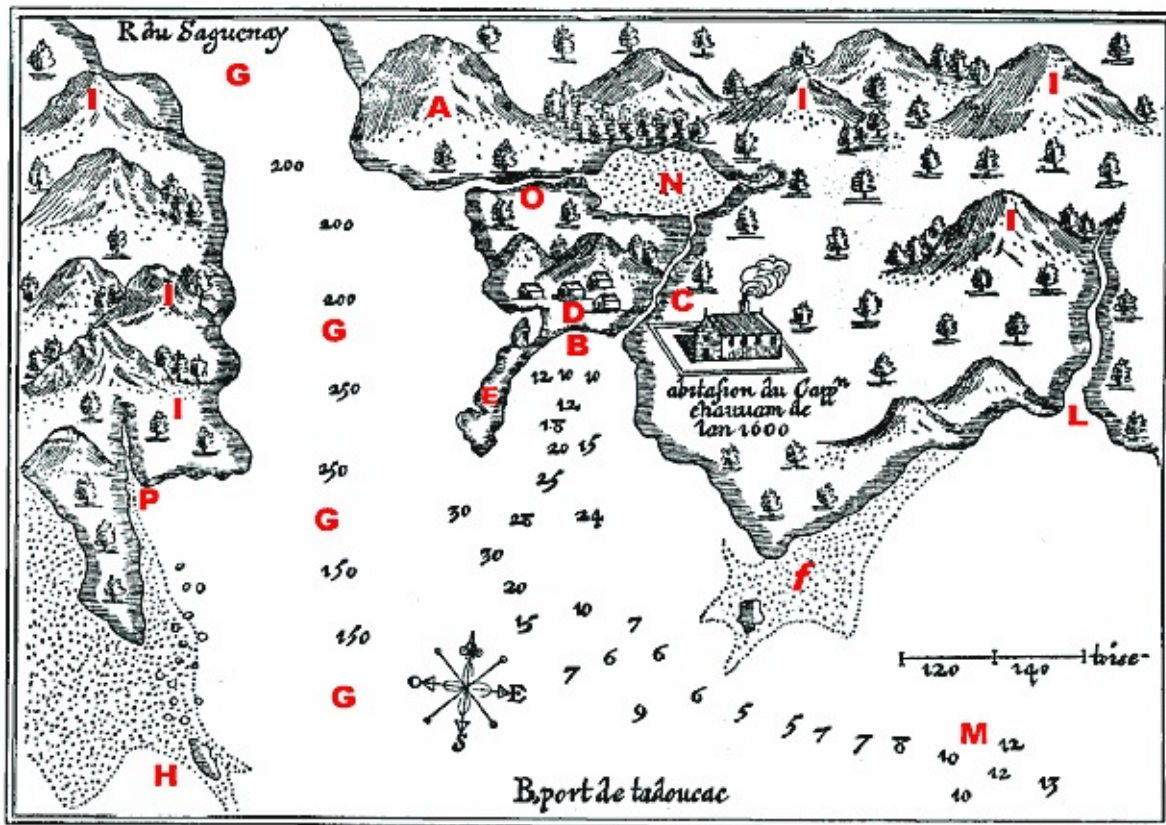 R du Saguenay
G
I
I
I
A
200
N
O
200
I
I
200
C
D
G
B
12 10 10
250
E
abitasion du Capp^n
chauuam de
lan 1600
I
12
L
18
20 15
250
25
P
30 28 24
G
30
150
f
20
15 10 7
150
6 6
120 140 toise-
7
O E
G
6
9 5 5 7 7 8
M
S
10 12
H
12
13
10
B, port de tadoucac